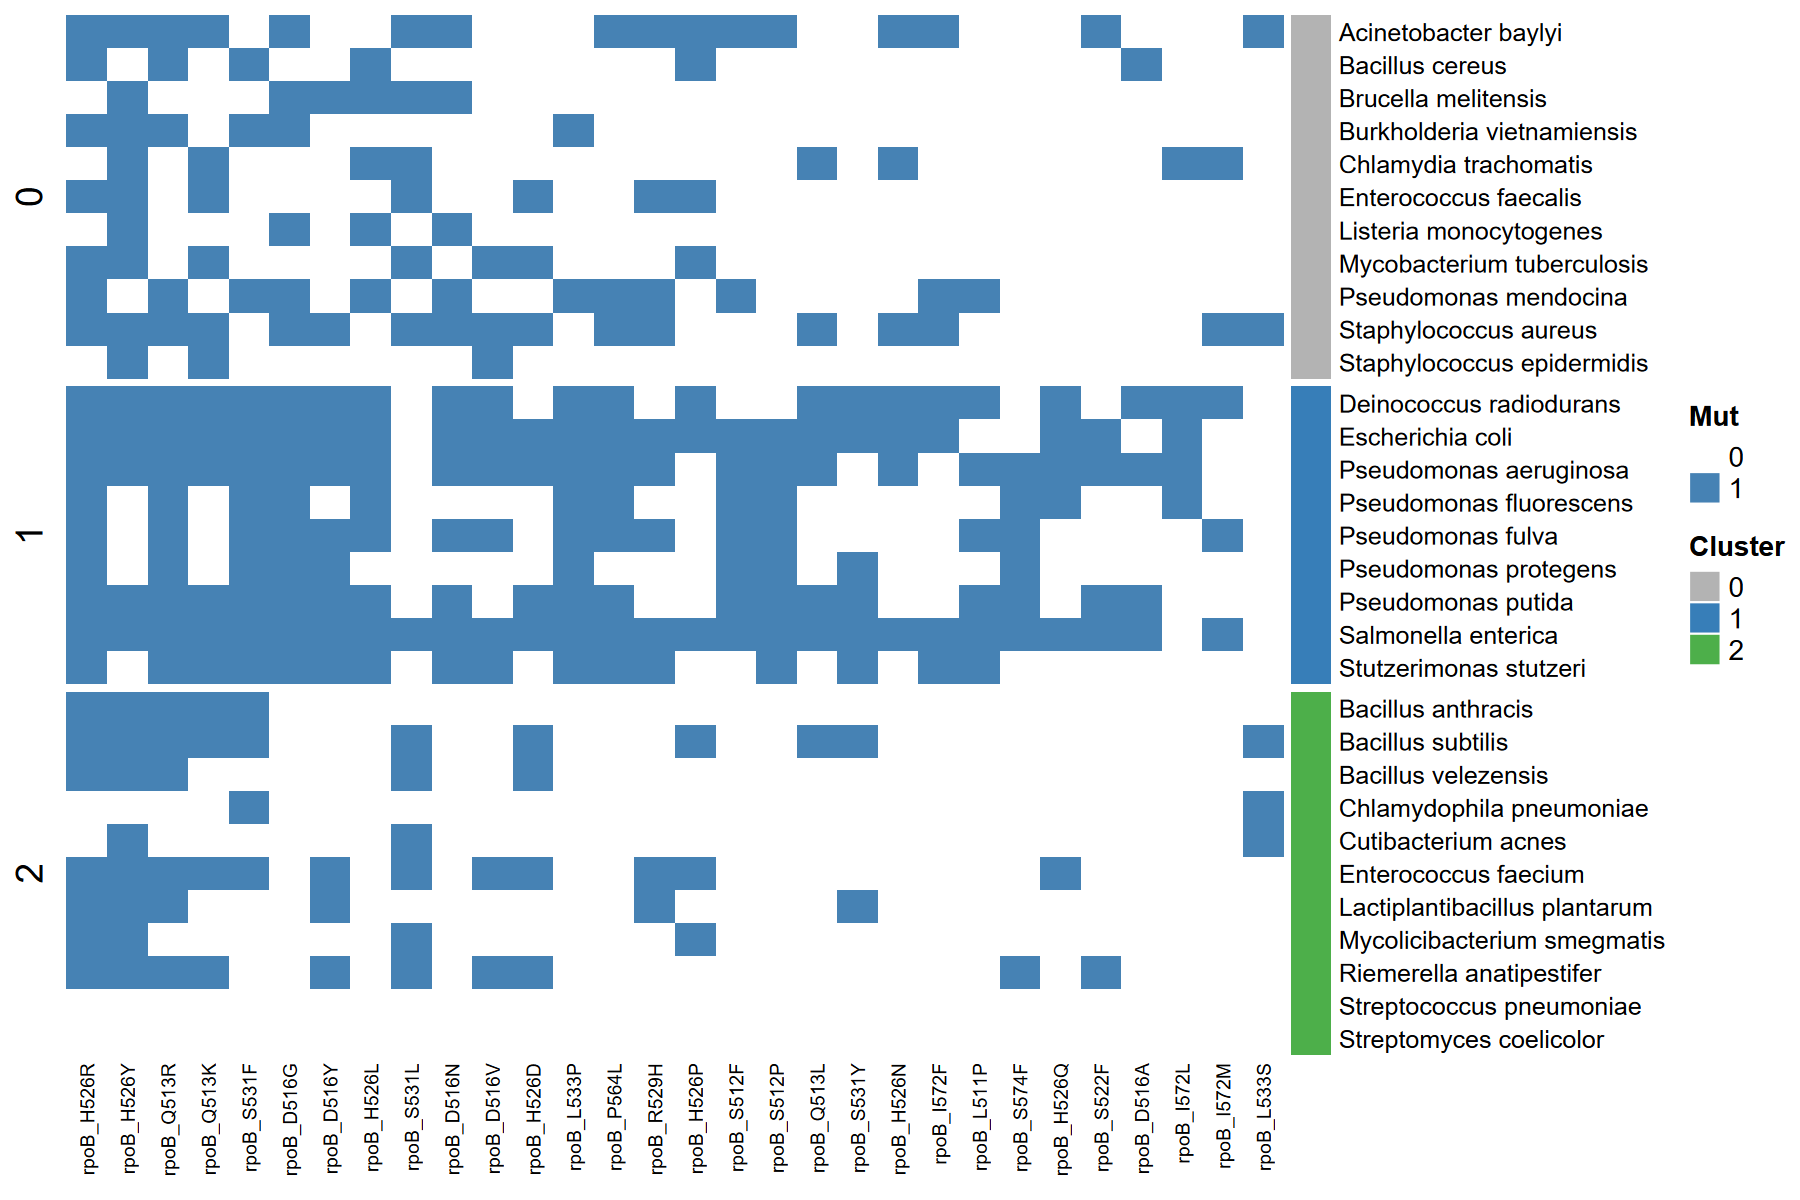 0
Acinetobacter baylyi
Bacillus cereus
Brucella melitensis
Burkholderia vietnamiensis
Chlamydia trachomatis
Enterococcus faecalis
Listeria monocytogenes
Mycobacterium tuberculosis
Pseudomonas mendocina
Staphylococcus aureus
Staphylococcus epidermidis
1
Deinococcus radiodurans
Escherichia coli
Pseudomonas aeruginosa
Pseudomonas fluorescens
Pseudomonas fulva
Pseudomonas protegens
Pseudomonas putida
Salmonella enterica
Stutzerimonas stutzeri
2
Bacillus anthracis
Bacillus subtilis
Bacillus velezensis
Chlamydophila pneumoniae
Cutibacterium acnes
Enterococcus faecium
Lactiplantibacillus plantarum
Mycolicibacterium smegmatis
Riemerella anatipestifer
Streptococcus pneumoniae
Streptomyces coelicolor
Mut
0
1
Cluster
0
1
2
rpoB_H526R
rpoB_H526Y
rpoB_Q513R
rpoB_Q513K
rpoB_S531F
rpoB_D516G
rpoB_D516Y
rpoB_H526L
rpoB_S531L
rpoB_D516N
rpoB_D516V
rpoB_H526D
rpoB_L533P
rpoB_P564L
rpoB_R529H
rpoB_H526P
rpoB_S512F
rpoB_S512P
rpoB_Q513L
rpoB_S531Y
rpoB_H526N
rpoB_I572F
rpoB_L511P
rpoB_S574F
rpoB_H526Q
rpoB_S522F
rpoB_D516A
rpoB_I572L
rpoB_I572M
rpoB_L533S